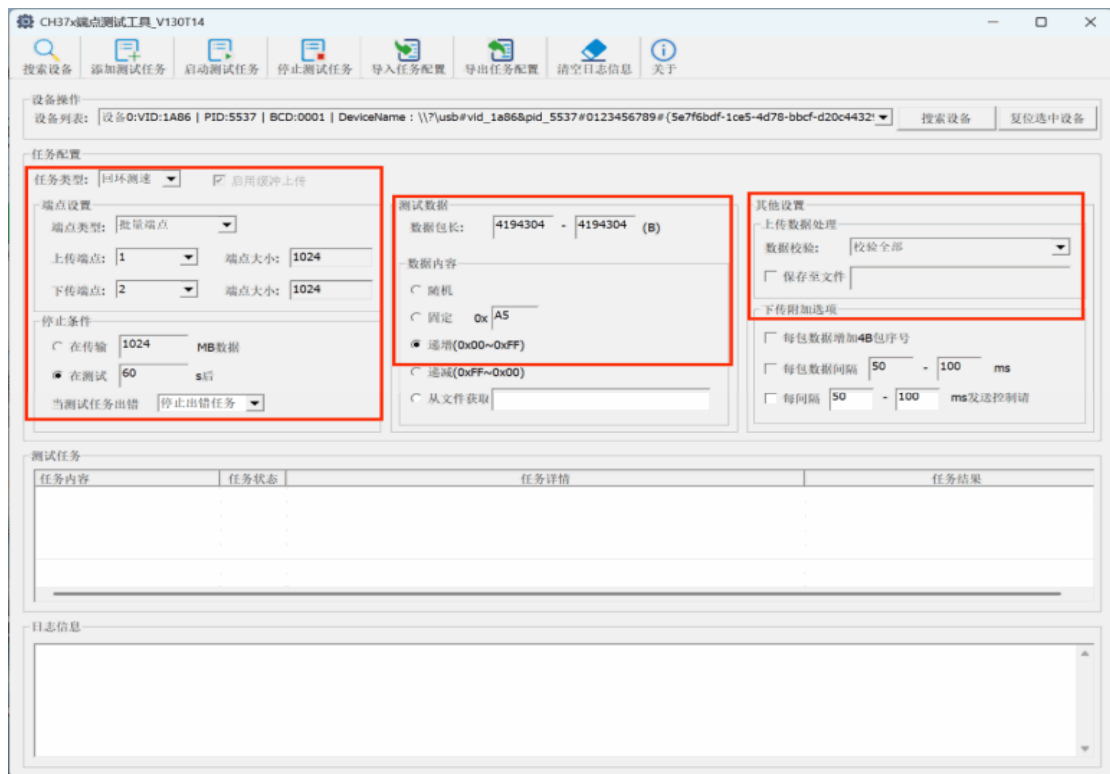 CH37x端点测试工具_V130T14
搜索设备 添加测试任务 启动测试任务 停止测试任务 导入任务配置 导出任务配置 清空日志信息 关于
设备操作
设备列表: 设备0:VID:1A86 | PID:5537 | BCD:0001 | DeviceName : \\?\usb#vid_1a86&pid_5537#0123456789#{5e7f6bdf-1ce5-4d78-bbcf-d20c4432 搜索设备 复位选中设备
任务配置
任务类型: 回环测速 启用缓冲上传
端点设置
端点类型: 批量端点
上传端点: 1 端点大小: 1024
下传端点: 2 端点大小: 1024
停止条件
在传输 1024 MB数据
在测试 60 s后
当测试任务出错 停止出错任务
测试数据
数据包长: 4194304 - 4194304 (B)
数据内容
随机
固定 0x A5
递增(0x00~0xFF)
递减(0xFF~0x00)
从文件获取
其他设置
上传数据处理
数据校验: 校验全部
保存至文件
下传附加选项
每包数据增加4B包序号
每包数据间隔 50 - 100 ms
每间隔 50 - 100 ms发送控制请
测试任务
任务内容 任务状态 任务详情 任务结果
日志信息